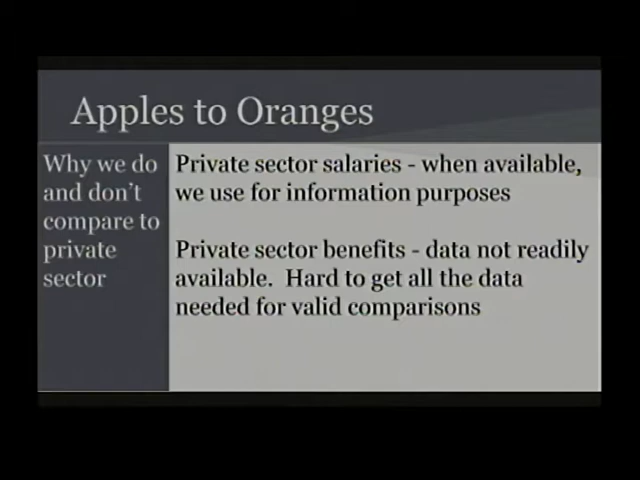 Apples to Oranges
Why we do
and don't
compare to
private
sector
Private sector salaries - when available,
we use for information purposes
Private sector benefits - data not readily
available.  Hard to get all the data
needed for valid comparisons